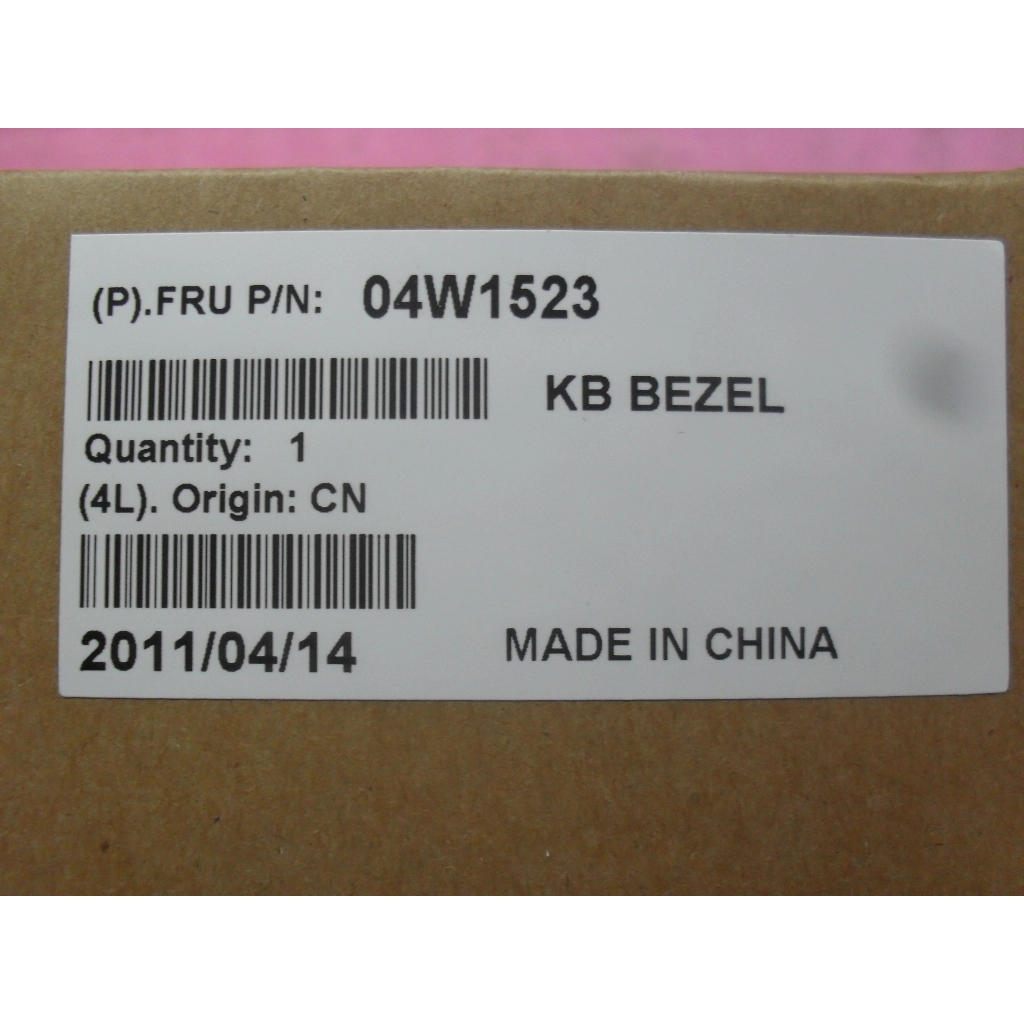 (P).FRU P/N: 04W1523
KB BEZEL
Quantity: 1
(4L). Origin: CN
2011/04/14
MADE IN CHINA